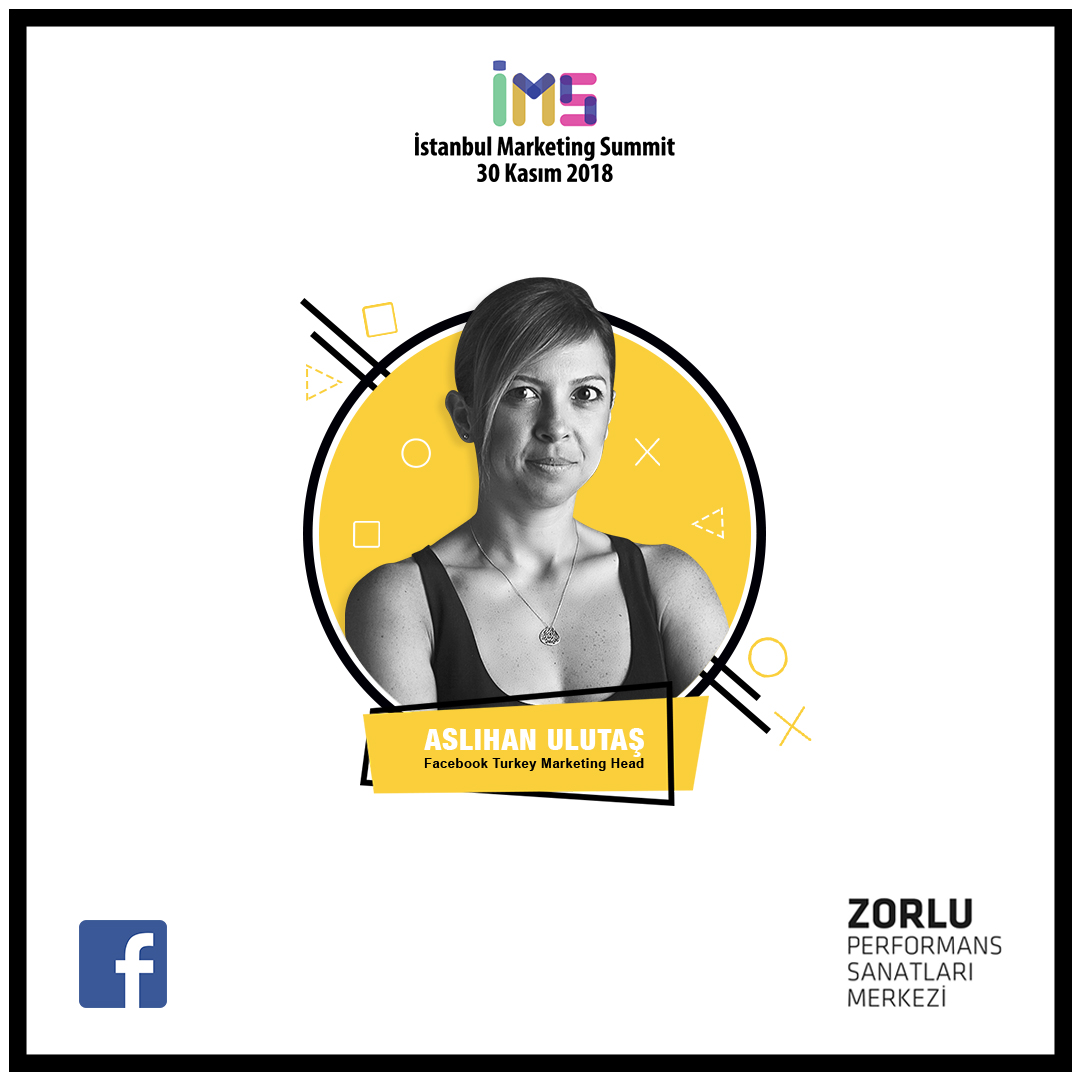 İMS
İstanbul Marketing Summit
30 Kasım 2018
ASLIHAN ULUTAŞ
Facebook Turkey Marketing Head
f
ZORLU
PERFORMANS
SANATLARI
MERKEZİ